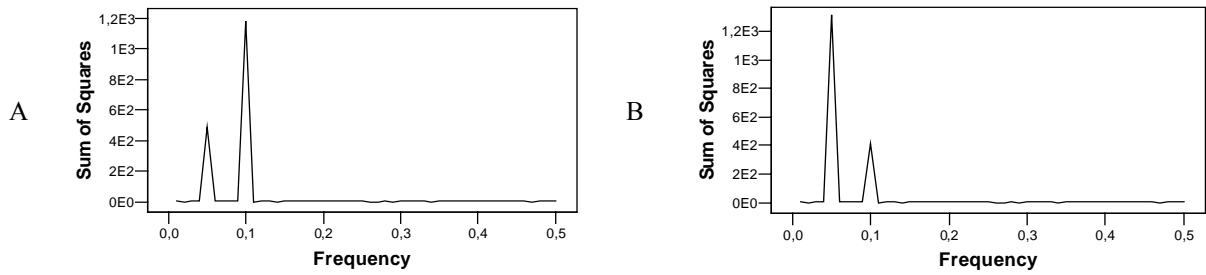 A
Sum of Squares
1,2E3
1E3
8E2
6E2
4E2
2E2
0E0
0,0
0,1
0,2
0,3
0,4
0,5
Frequency
B
Sum of Squares
1,2E3
1E3
8E2
6E2
4E2
2E2
0E0
0,0
0,1
0,2
0,3
0,4
0,5
Frequency